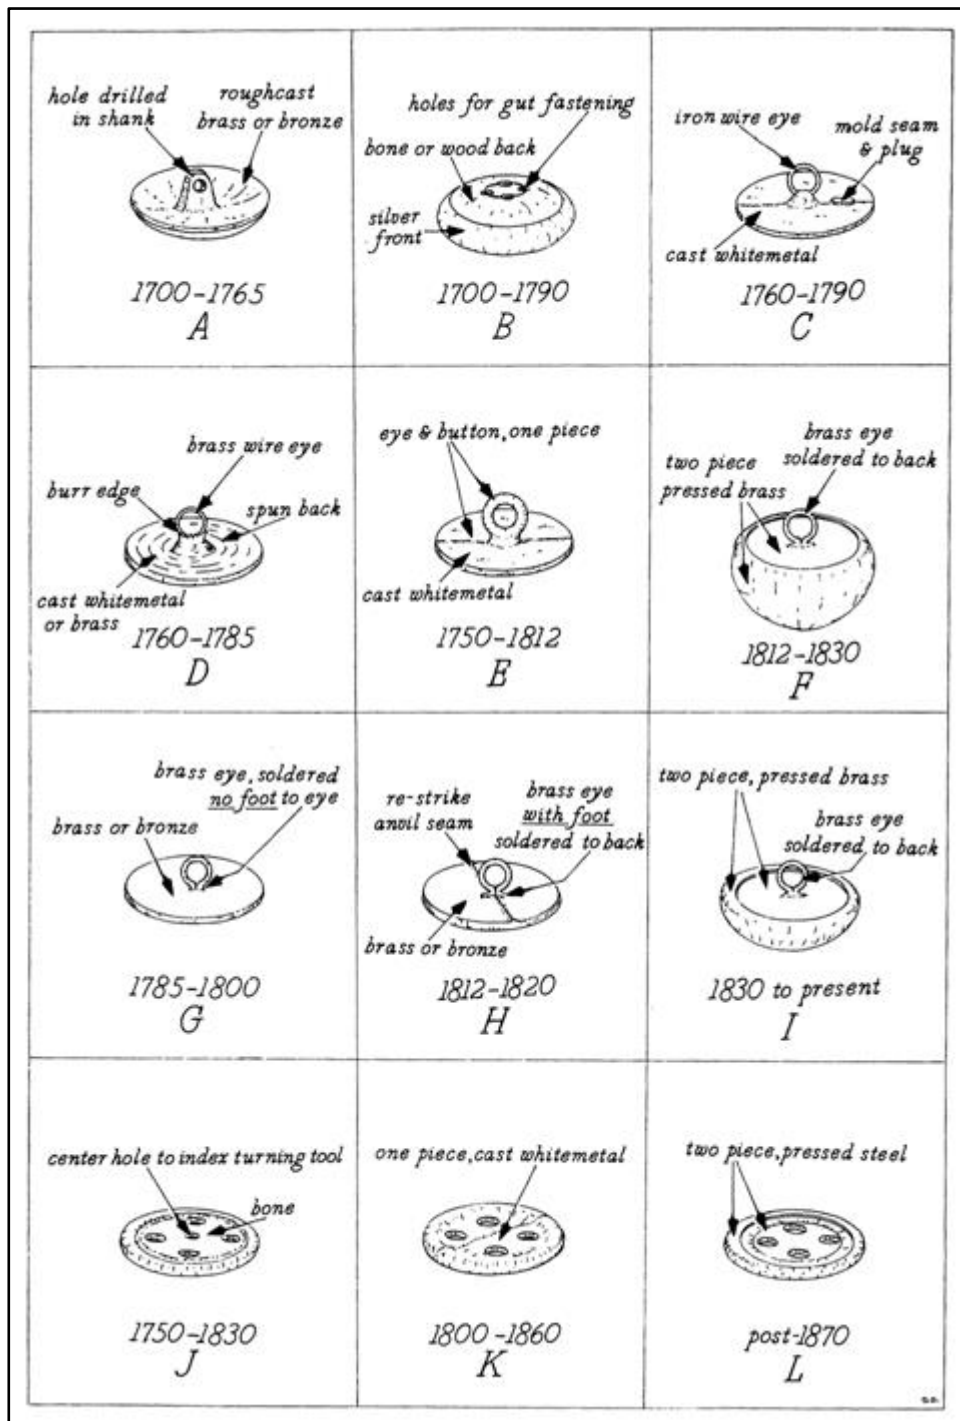 hole drilled
in shank
roughcast
brass or bronze
1700-1765
A
holes for gut fastening
bone or wood back
silver
front
1700-1790
B
iron wire eye
mold seam
& plug
cast whitemetal
1760-1790
C
brass wire eye
burr edge
spun back
cast whitemetal
or brass
1760-1785
D
eye & button, one piece
cast whitemetal
1750-1812
E
brass eye
soldered to back
two piece
pressed brass
1812-1830
F
brass eye, soldered
no foot to eye
brass or bronze
1785-1800
G
re-strike
anvil seam
brass eye
with foot
soldered to back
brass or bronze
1812-1820
H
two piece, pressed brass
brass eye
soldered to back
1830 to present
I
center hole to index turning tool
bone
1750-1830
J
one piece, cast whitemetal
1800-1860
K
two piece, pressed steel
post-1870
L